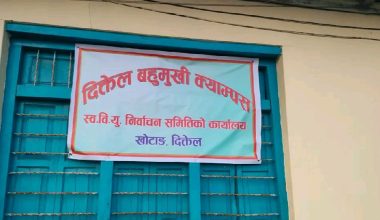 दिक्तेल बहुमुखी क्याम्पस
स्व.वि.यु. निर्वाचन समितिको कार्यालय
खोटाङ, दिक्तेल